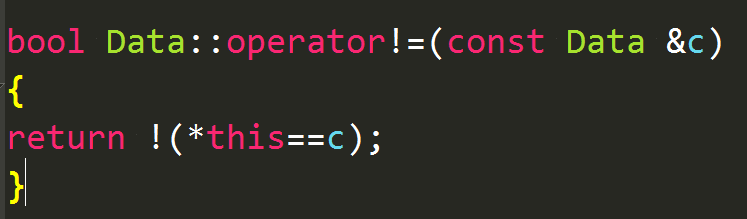 bool Data::operator!=(const Data &c)
{
return !(*this==c);
}